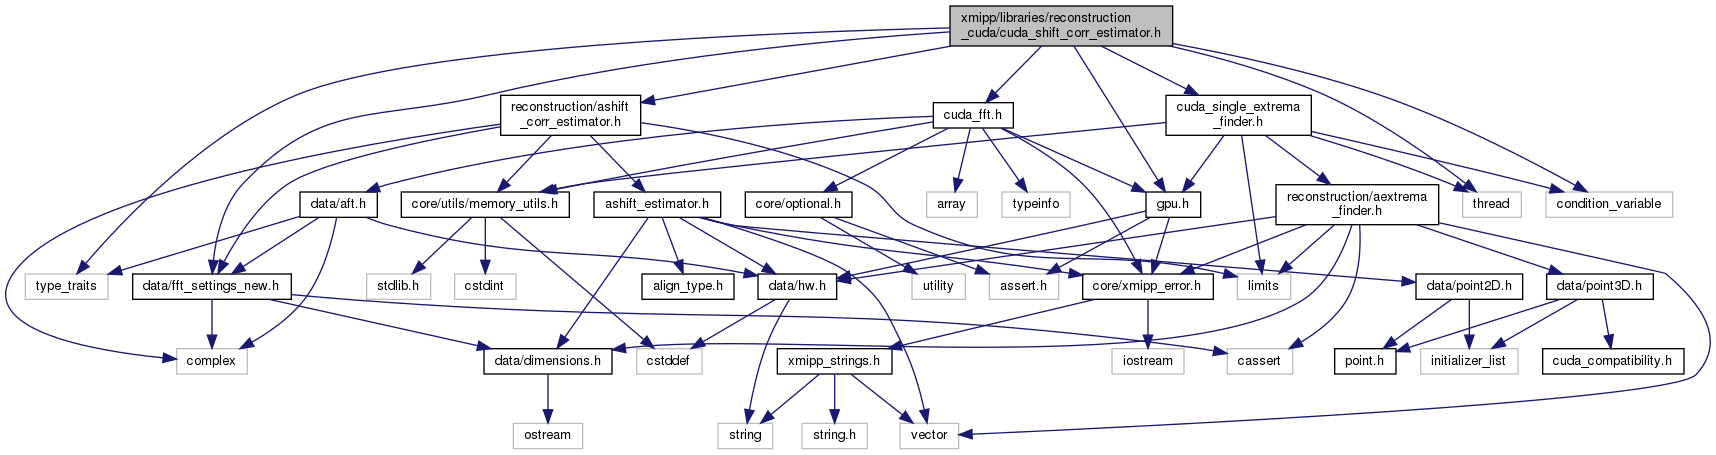 xmipp/libraries/reconstruction
_cuda/cuda_shift_corr_estimator.h
reconstruction/ashift
_corr_estimator.h
cuda_fft.h
cuda_single_extrema
_finder.h
data/aft.h
core/utils/memory_utils.h
ashift_estimator.h
core/optional.h
array
typeinfo
gpu.h
reconstruction/aextrema
_finder.h
thread
condition_variable
type_traits
data/fft_settings_new.h
stdlib.h
cstdint
align_type.h
data/hw.h
utility
assert.h
core/xmipp_error.h
limits
data/point2D.h
data/point3D.h
complex
data/dimensions.h
cstddef
xmipp_strings.h
iostream
cassert
point.h
initializer_list
cuda_compatibility.h
ostream
string
string.h
vector